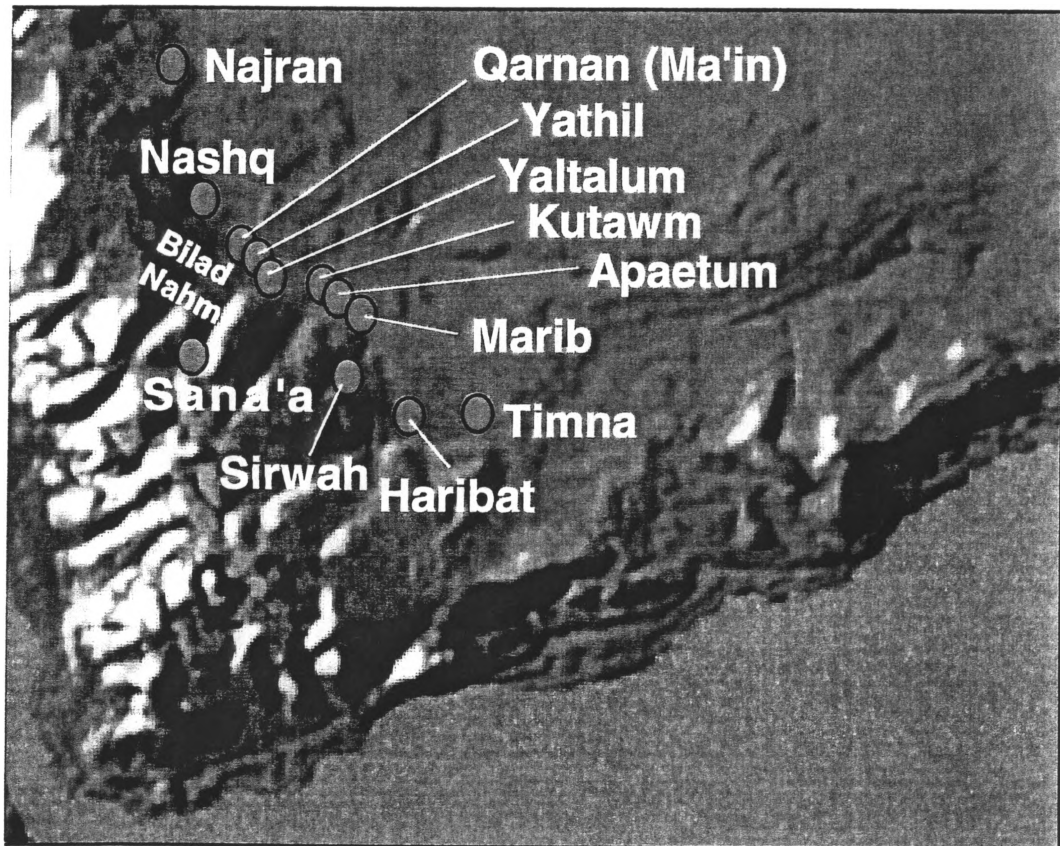 Najran
Qarnan (Ma'in)
Yathil
Nashq
Yaltalum
Kutawm
Bilad
Nahm
Apaetum
Marib
Sana'a
Timna
Sirwah
Haribat